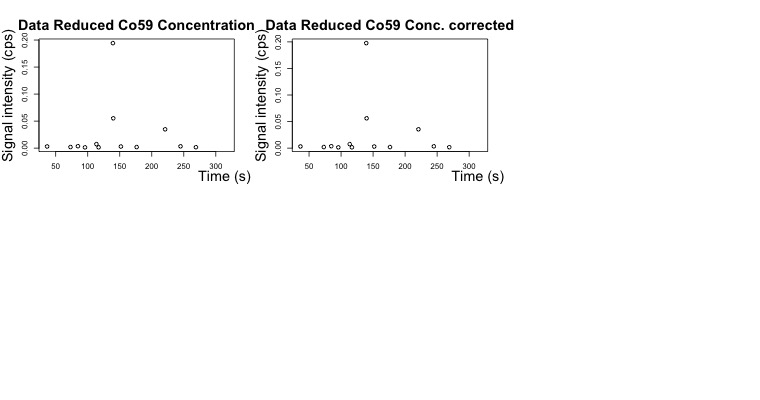 Data Reduced Co59 Concentration
Signal intensity (cps)
0.00 0.05 0.10 0.15 0.20
50 100 150 200 250 300
Time (s)
Data Reduced Co59 Conc. corrected
Signal intensity (cps)
0.00 0.05 0.10 0.15 0.20
50 100 150 200 250 300
Time (s)